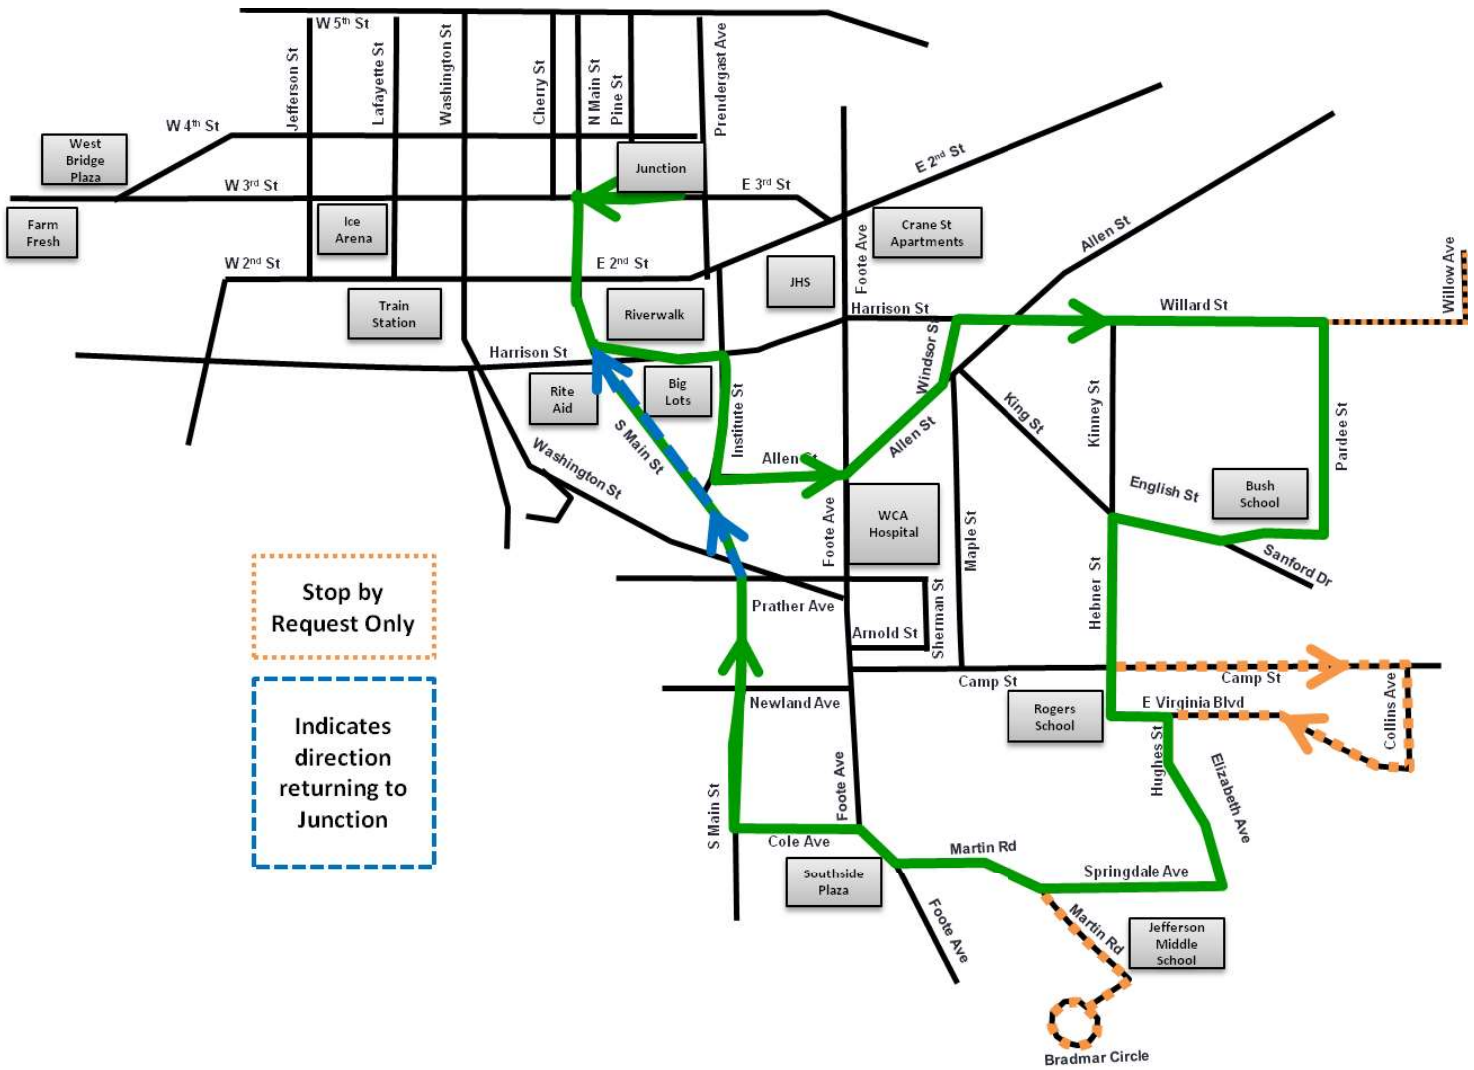 W 5th St
Jefferson St
Lafayette St
Washington St
Cherry St
N Main St
Pine St
Prendergast Ave
W 4th St
West
Bridge
Plaza
Junction
E 2nd St
W 3rd St
E 3rd St
Farm
Fresh
Ice
Arena
Crane St
Apartments
Allen St
Foote Ave
Willow Ave
W 2nd St
E 2nd St
JHS
Train
Station
Riverwalk
Harrison St
Willard St
Windsor St
Harrison St
Rite
Aid
Big
Lots
Institute St
S Main St
Allen St
Allen St
King St
Kinney St
Pardee St
Washington St
English St
Bush
School
WCA
Hospital
Foote Ave
Maple St
Sanford Dr
Stop by
Request Only
Prather Ave
Arnold St
Sherman St
Hebner St
Camp St
Camp St
Newland Ave
Rogers
School
E Virginia Blvd
Collins Ave
Indicates
direction
returning to
Junction
Hughes St
Elizabeth Ave
S Main St
Foote Ave
Cole Ave
Martin Rd
Southside
Plaza
Springdale Ave
Foote Ave
Martin Rd
Jefferson
Middle
School
Bradmar Circle